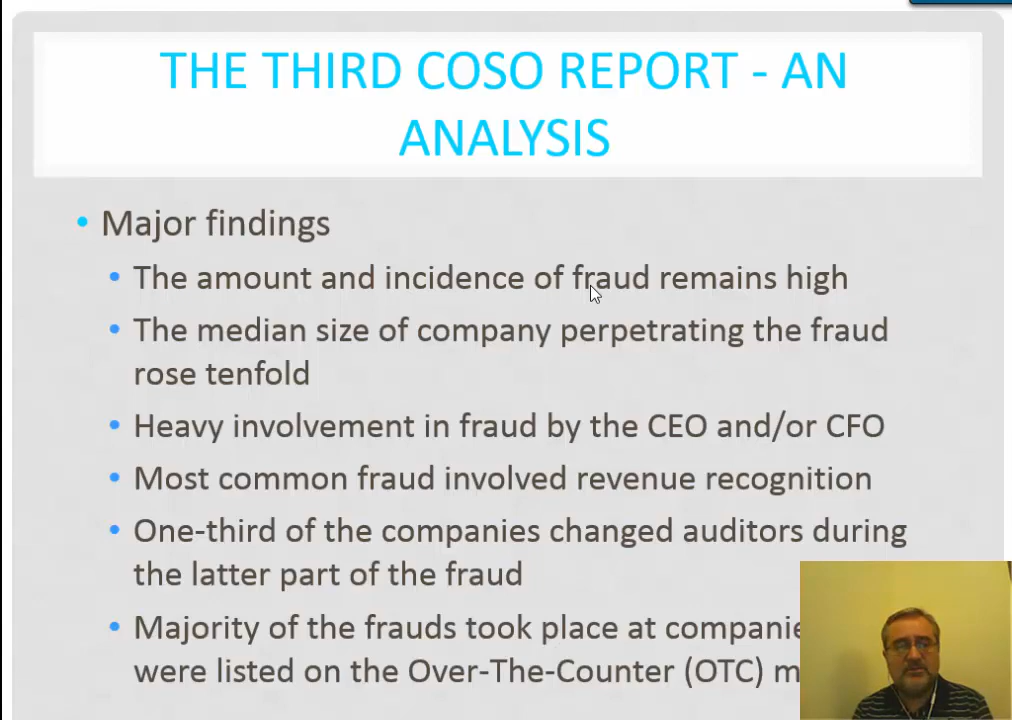 THE THIRD COSO REPORT - AN
ANALYSIS
• Major findings
• The amount and incidence of fraud remains high
• The median size of company perpetrating the fraud
rose tenfold
• Heavy involvement in fraud by the CEO and/or CFO
• Most common fraud involved revenue recognition
• One-third of the companies changed auditors during
the latter part of the fraud
• Majority of the frauds took place at
were listed on the Over-The-Counter (OTC)